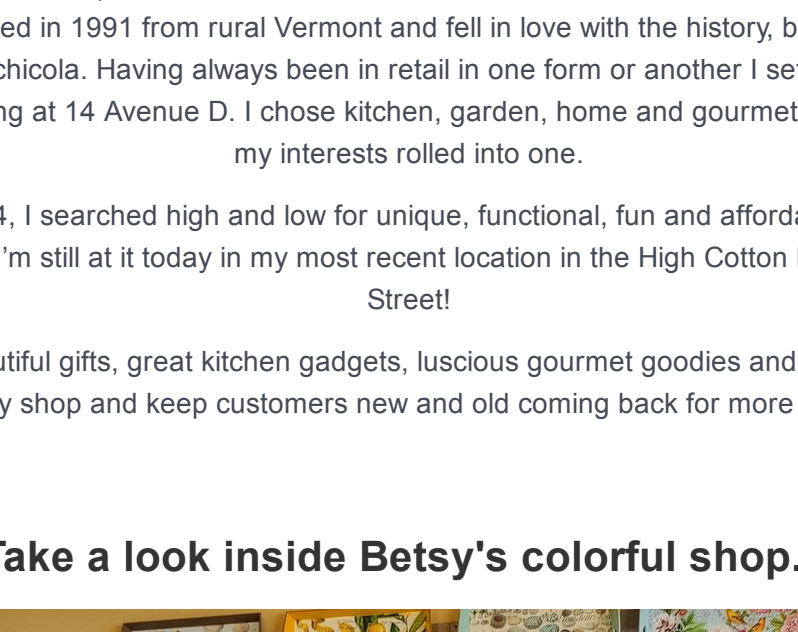 ed in 1991 from rural Vermont and fell in love with the history, b
chicola. Having always been in retail in one form or another I set
ng at 14 Avenue D. I chose kitchen, garden, home and gourmet
my interests rolled into one.
4, I searched high and low for unique, functional, fun and afforda
'm still at it today in my most recent location in the High Cotton
Street!
utiful gifts, great kitchen gadgets, luscious gourmet goodies and
y shop and keep customers new and old coming back for more
Take a look inside Betsy's colorful shop.